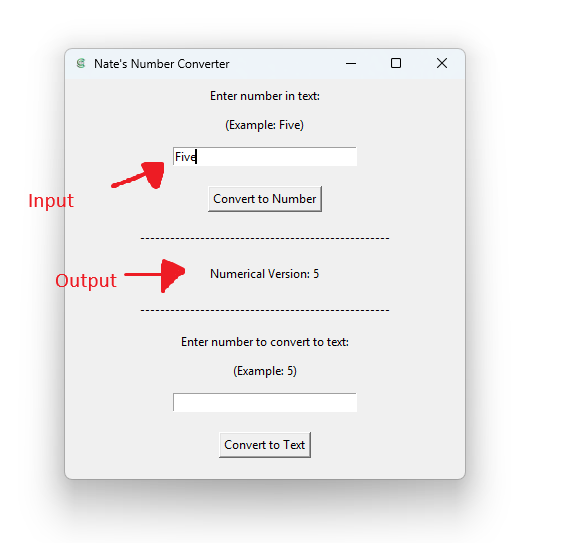 Nate's Number Converter
Enter number in text:
(Example: Five)
Five
Input
Convert to Number
--------------------------------------------------
Output
Numerical Version: 5
--------------------------------------------------
Enter number to convert to text:
(Example: 5)
Convert to Text